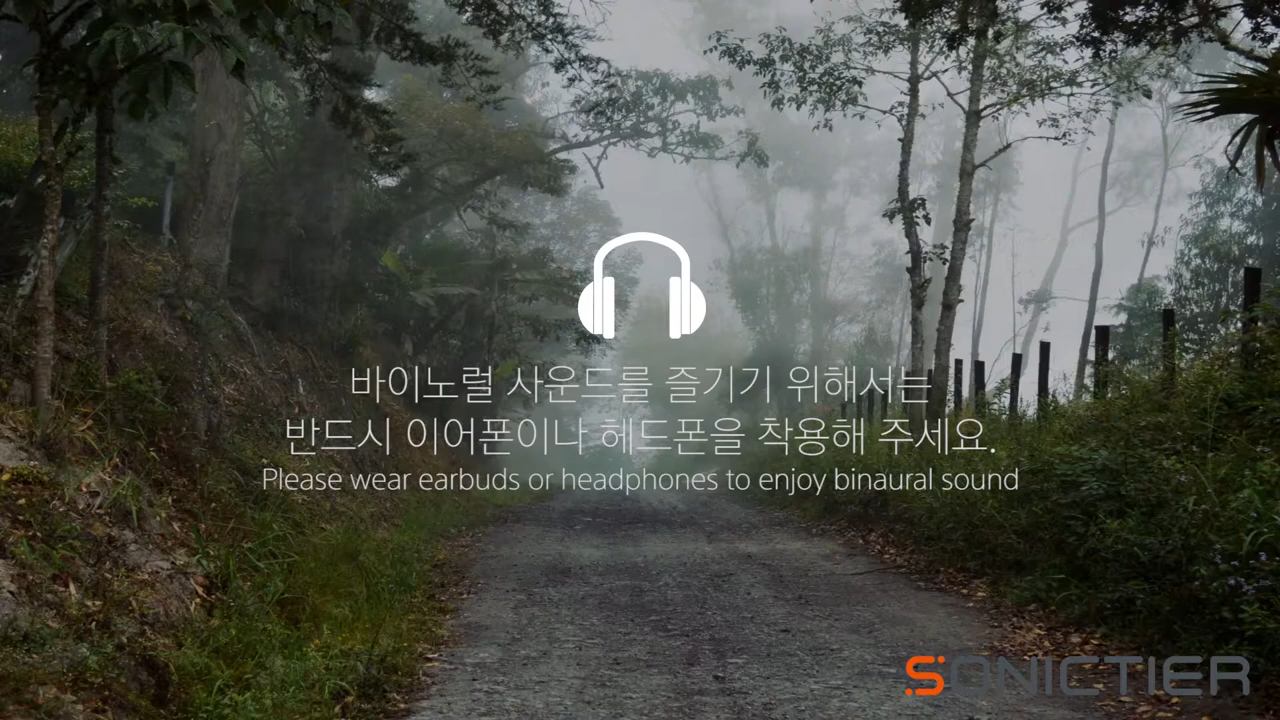 바이노럴 사운드를 즐기기 위해서는
반드시 이어폰이나 헤드폰을 착용해 주세요.
Please wear earbuds or headphones to enjoy binaural sound
SONICTIER